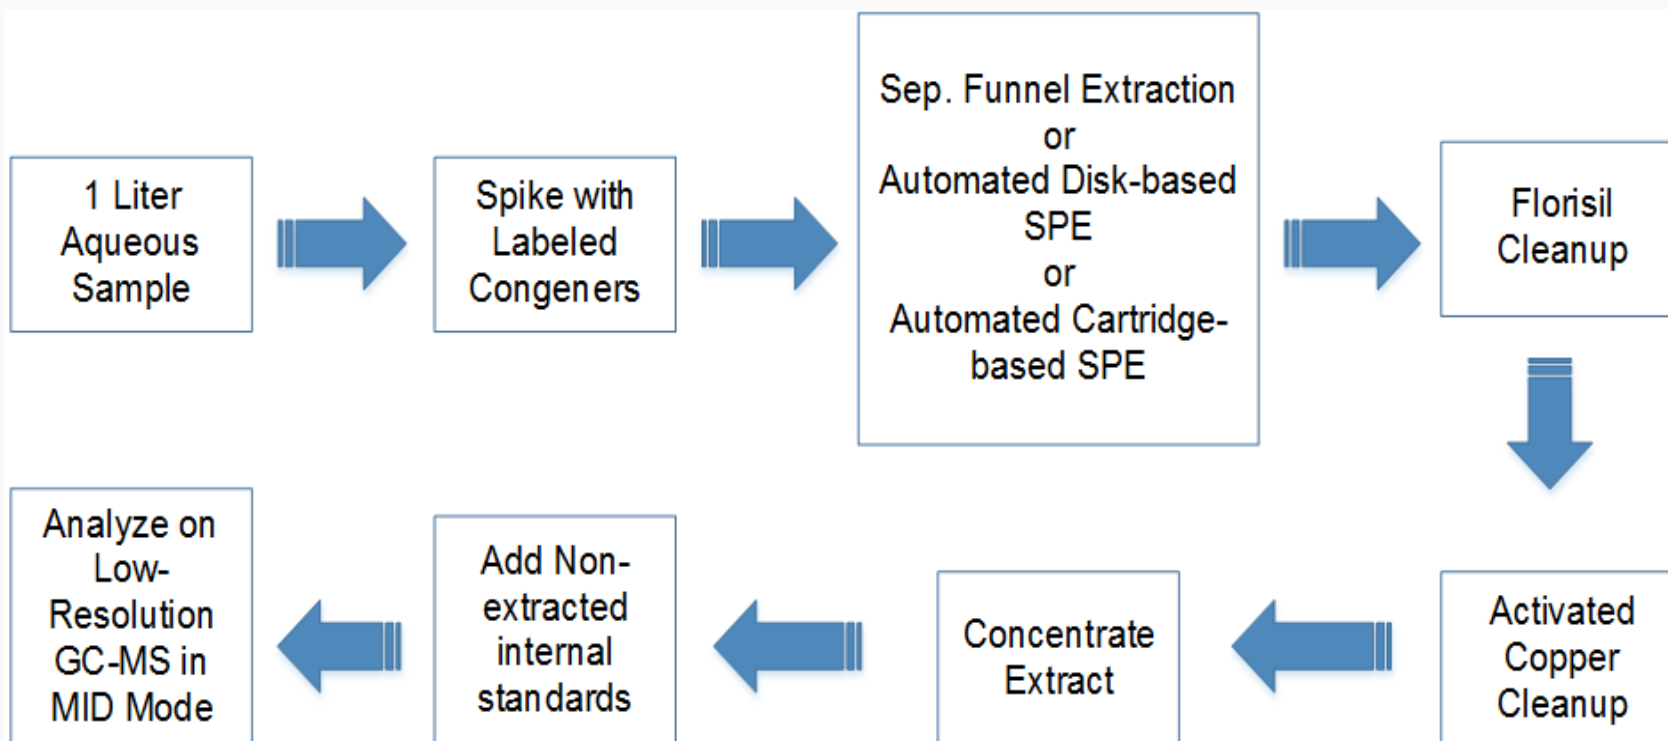 1 Liter
Aqueous
Sample
Spike with
Labeled
Congeners
Sep. Funnel Extraction
or
Automated Disk-based
SPE
or
Automated Cartridge-
based SPE
Florisil
Cleanup
Activated
Copper
Cleanup
Concentrate
Extract
Add Non-
extracted
internal
standards
Analyze on
Low-
Resolution
GC-MS in
MID Mode